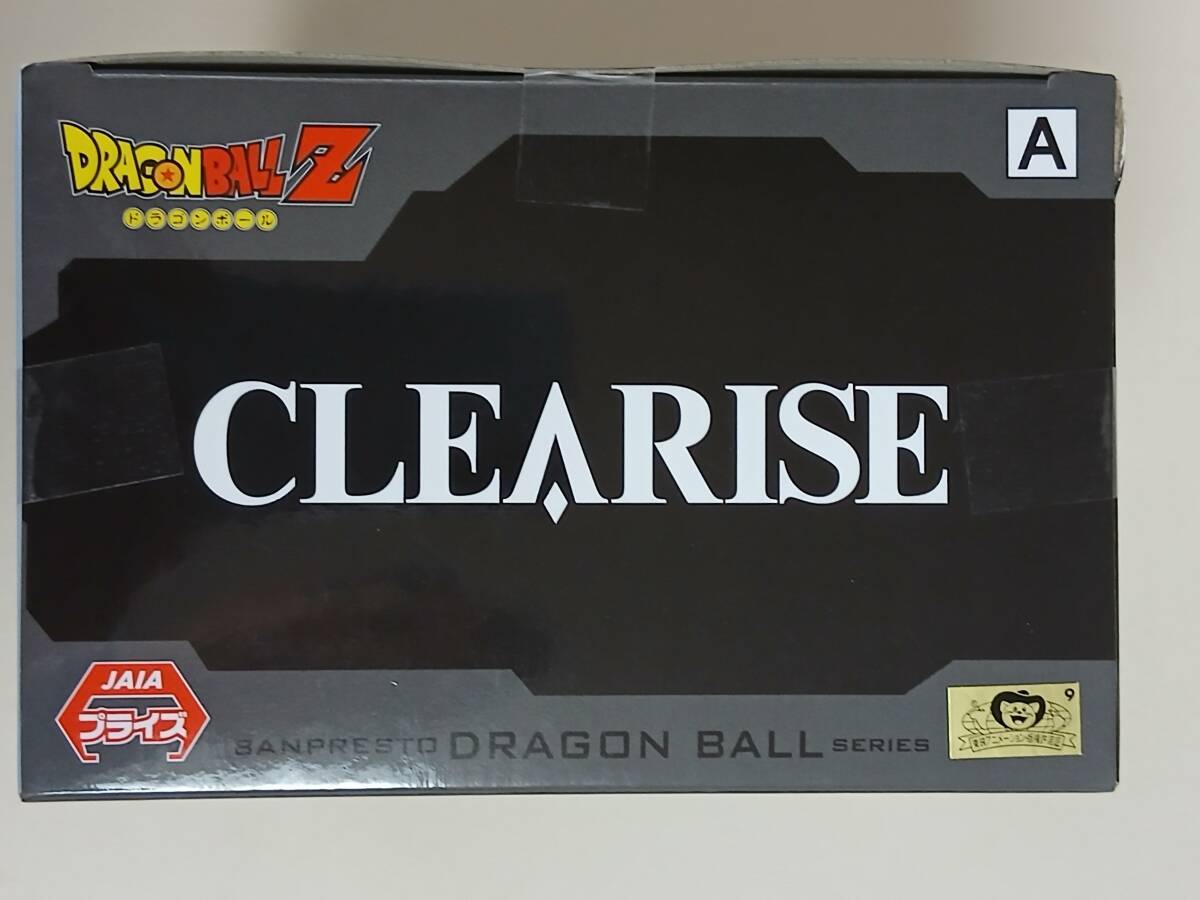 DRAGON BALL Z
ドラゴンボール
A
CLEARISE
JAIA
プライズ
BANPRESTO DRAGON BALL SERIES
9